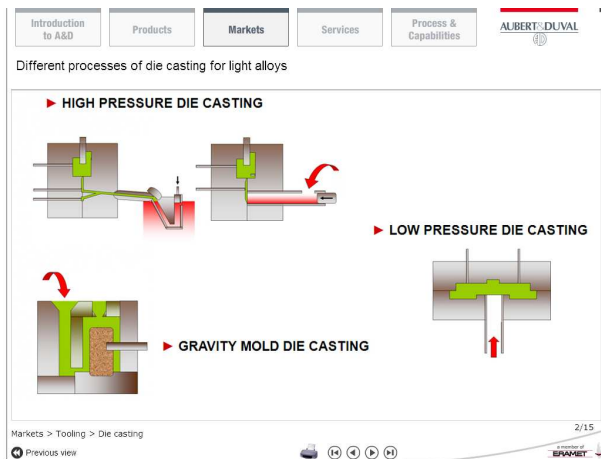 Introduction
to A&D
Products
Markets
Services
Process &
Capabilities
AUBERT&DUVAL
Different processes of die casting for light alloys
HIGH PRESSURE DIE CASTING
LOW PRESSURE DIE CASTING
GRAVITY MOLD DIE CASTING
2/15
Markets > Tooling > Die casting
Previous view
a member of
ERAMET